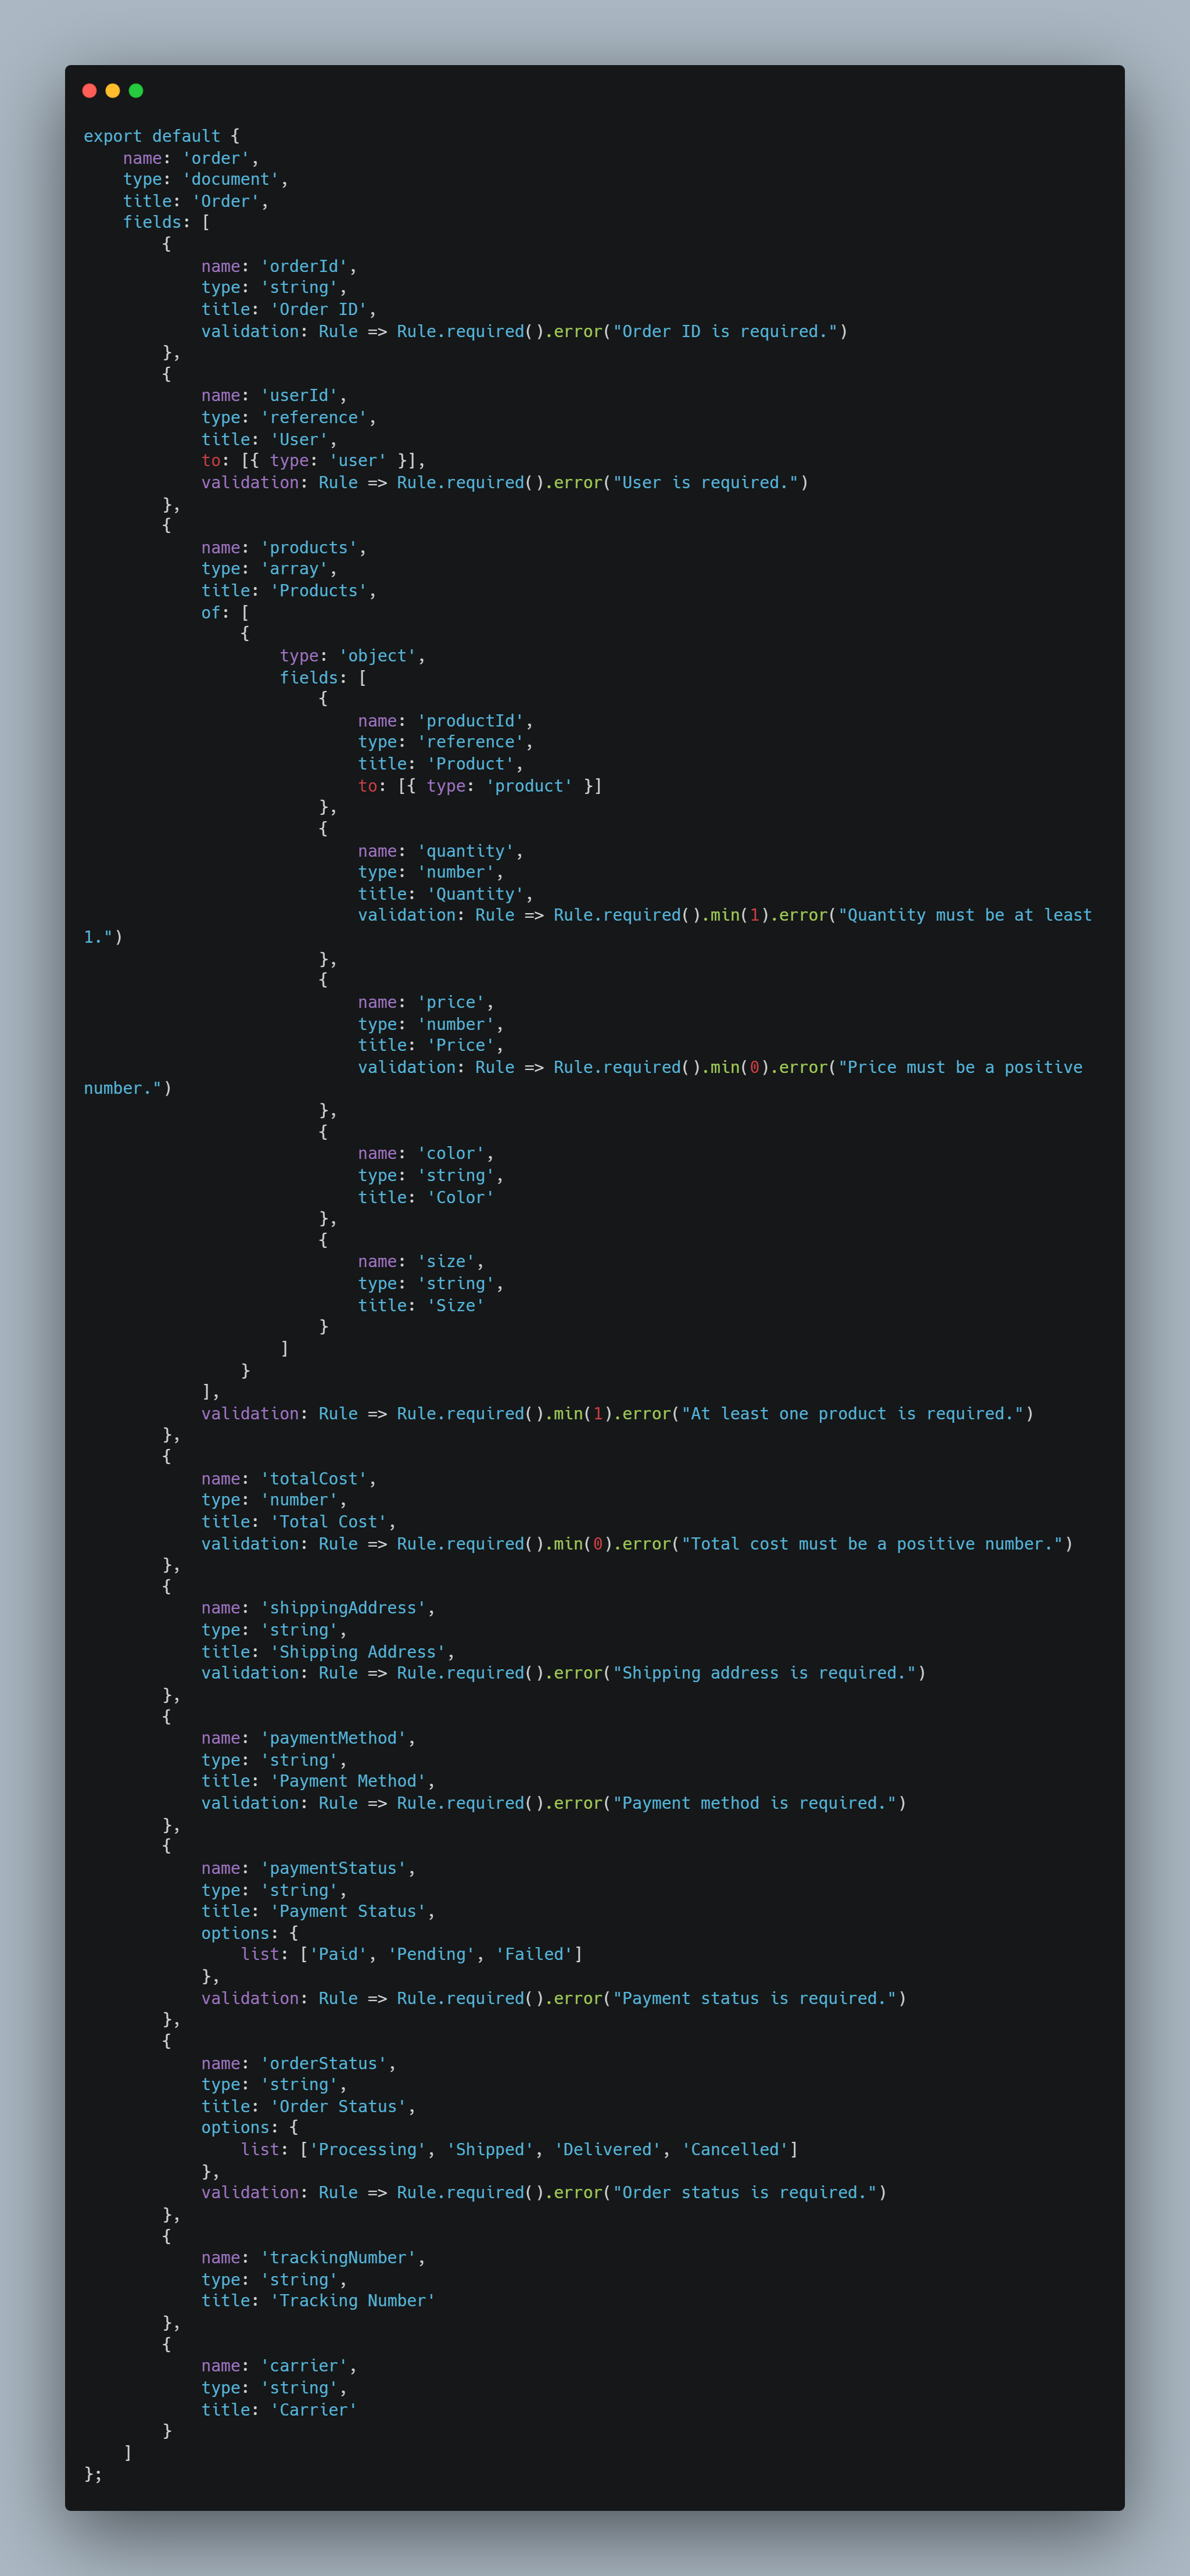 export default {
    name: 'order',
    type: 'document',
    title: 'Order',
    fields: [
        {
            name: 'orderId',
            type: 'string',
            title: 'Order ID',
            validation: Rule => Rule.required().error("Order ID is required.")
        },
        {
            name: 'userId',
            type: 'reference',
            title: 'User',
            to: [{ type: 'user' }],
            validation: Rule => Rule.required().error("User is required.")
        },
        {
            name: 'products',
            type: 'array',
            title: 'Products',
            of: [
                {
                    type: 'object',
                    fields: [
                        {
                            name: 'productId',
                            type: 'reference',
                            title: 'Product',
                            to: [{ type: 'product' }]
                        },
                        {
                            name: 'quantity',
                            type: 'number',
                            title: 'Quantity',
                            validation: Rule => Rule.required().min(1).error("Quantity must be at least
1.")
                        },
                        {
                            name: 'price',
                            type: 'number',
                            title: 'Price',
                            validation: Rule => Rule.required().min(0).error("Price must be a positive
number.")
                        },
                        {
                            name: 'color',
                            type: 'string',
                            title: 'Color'
                        },
                        {
                            name: 'size',
                            type: 'string',
                            title: 'Size'
                        }
                    ]
                }
            ],
            validation: Rule => Rule.required().min(1).error("At least one product is required.")
        },
        {
            name: 'totalCost',
            type: 'number',
            title: 'Total Cost',
            validation: Rule => Rule.required().min(0).error("Total cost must be a positive number.")
        },
        {
            name: 'shippingAddress',
            type: 'string',
            title: 'Shipping Address',
            validation: Rule => Rule.required().error("Shipping address is required.")
        },
        {
            name: 'paymentMethod',
            type: 'string',
            title: 'Payment Method',
            validation: Rule => Rule.required().error("Payment method is required.")
        },
        {
            name: 'paymentStatus',
            type: 'string',
            title: 'Payment Status',
            options: {
                list: ['Paid', 'Pending', 'Failed']
            },
            validation: Rule => Rule.required().error("Payment status is required.")
        },
        {
            name: 'orderStatus',
            type: 'string',
            title: 'Order Status',
            options: {
                list: ['Processing', 'Shipped', 'Delivered', 'Cancelled']
            },
            validation: Rule => Rule.required().error("Order status is required.")
        },
        {
            name: 'trackingNumber',
            type: 'string',
            title: 'Tracking Number'
        },
        {
            name: 'carrier',
            type: 'string',
            title: 'Carrier'
        }
    ]
};